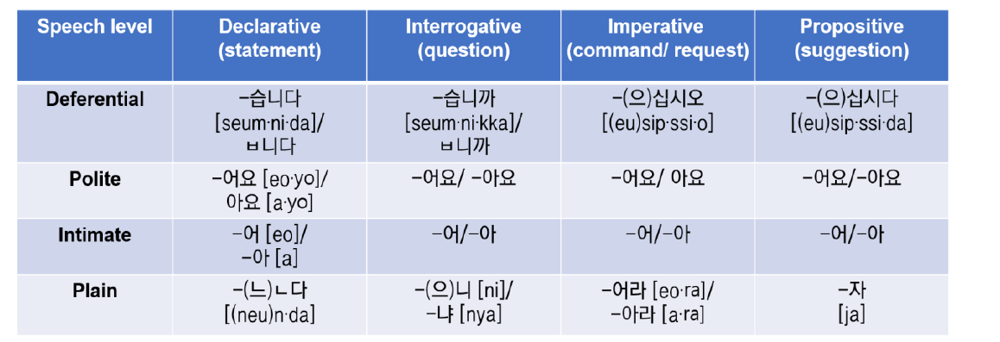 Speech level
Declarative
(statement)
Interrogative
(question)
Imperative
(command/ request)
Propositive
(suggestion)
Deferential
–습니다
[seum·ni·da]/
ㅂ니다
–습니까
[seum·ni·kka]/
ㅂ니까
–(으)십시오
[(eu)sip·ssi·o]
–(으)십시다
[(eu)sip·ssi·da]
Polite
–어요 [eo·yo]/
아요 [a·yo]
–어요/ –아요
–어요/ 아요
–어요/–아요
Intimate
–어 [eo]/
–아 [a]
–어/–아
–어/–아
–어/–아
Plain
–(느)ㄴ다
[(neu)n·da]
–(으)니 [ni]/
–냐 [nya]
–어라 [eo·ra]/
–아라 [a·ra]
–자
[ja]